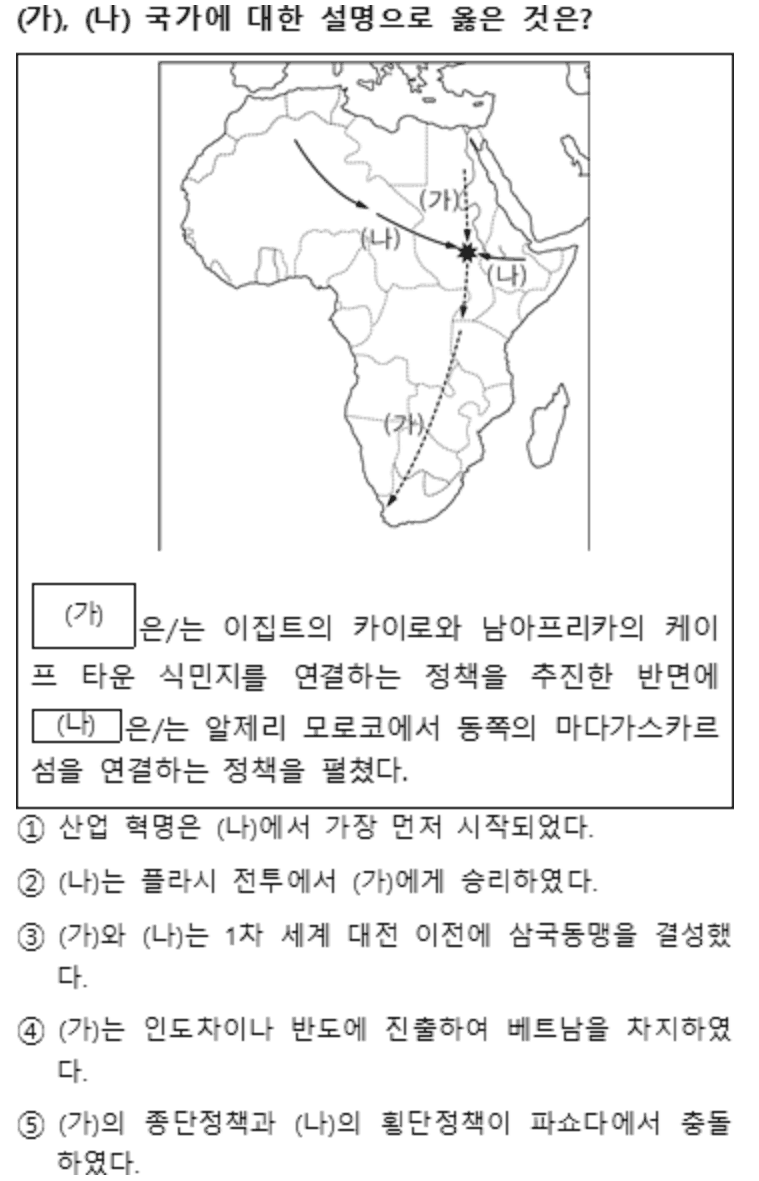 (가), (나) 국가에 대한 설명으로 옳은 것은?
(가)
(나)
(나)
(가)
(가) 은/는 이집트의 카이로와 남아프리카의 케이
프 타운 식민지를 연결하는 정책을 추진한 반면에
(나) 은/는 알제리 모로코에서 동쪽의 마다가스카르
섬을 연결하는 정책을 펼쳤다.
① 산업 혁명은 (나)에서 가장 먼저 시작되었다.
② (나)는 플라시 전투에서 (가)에게 승리하였다.
③ (가)와 (나)는 1차 세계 대전 이전에 삼국동맹을 결성했
다.
④ (가)는 인도차이나 반도에 진출하여 베트남을 차지하였
다.
⑤ (가)의 종단정책과 (나)의 횡단정책이 파쇼다에서 충돌
하였다.